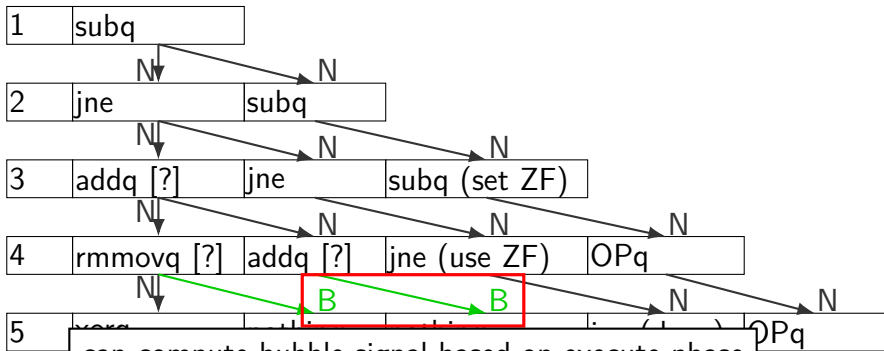 1 subq
N N
2 jne subq
N N N
3 addq [?] jne subq (set ZF)
N N N N
4 rmmovq [?] addq [?] jne (use ZF) OPq
N B B N N
5 OPq
can compute bubble signal based on execute phase